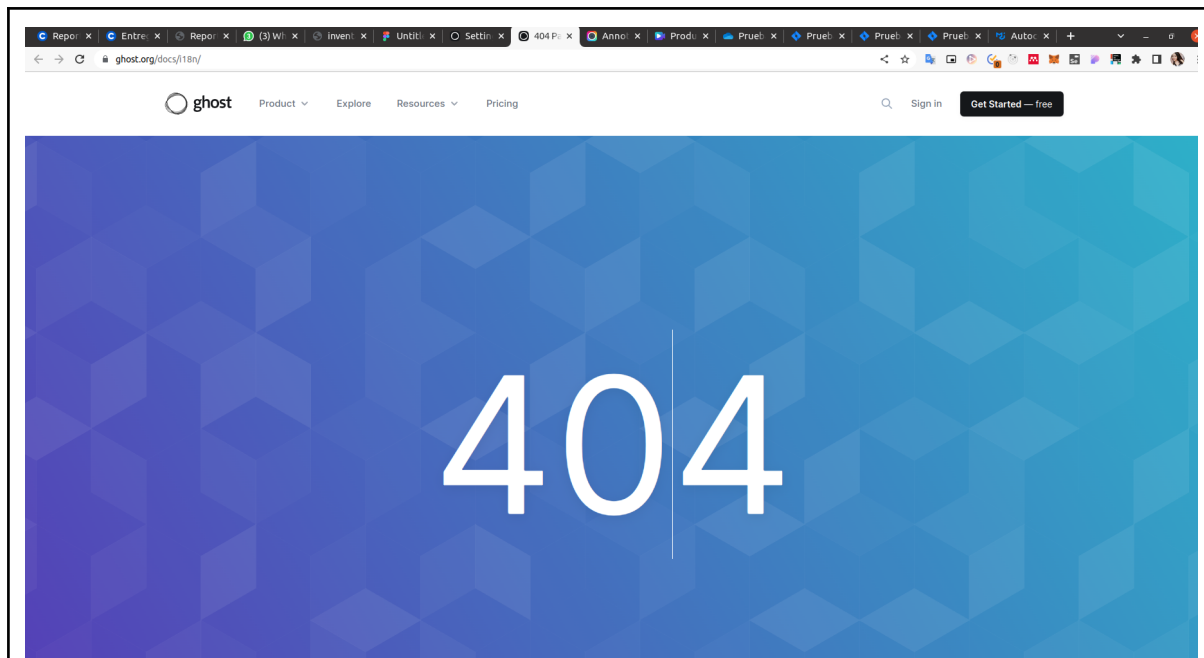 Repor Entre Repor (3) Wh invent Untitl Settin 404 Pa Annot Produ Prueb Prueb Prueb Prueb Autoc
ghost.org/docs/i18n/
ghost Product Explore Resources Pricing Sign in Get Started — free
404